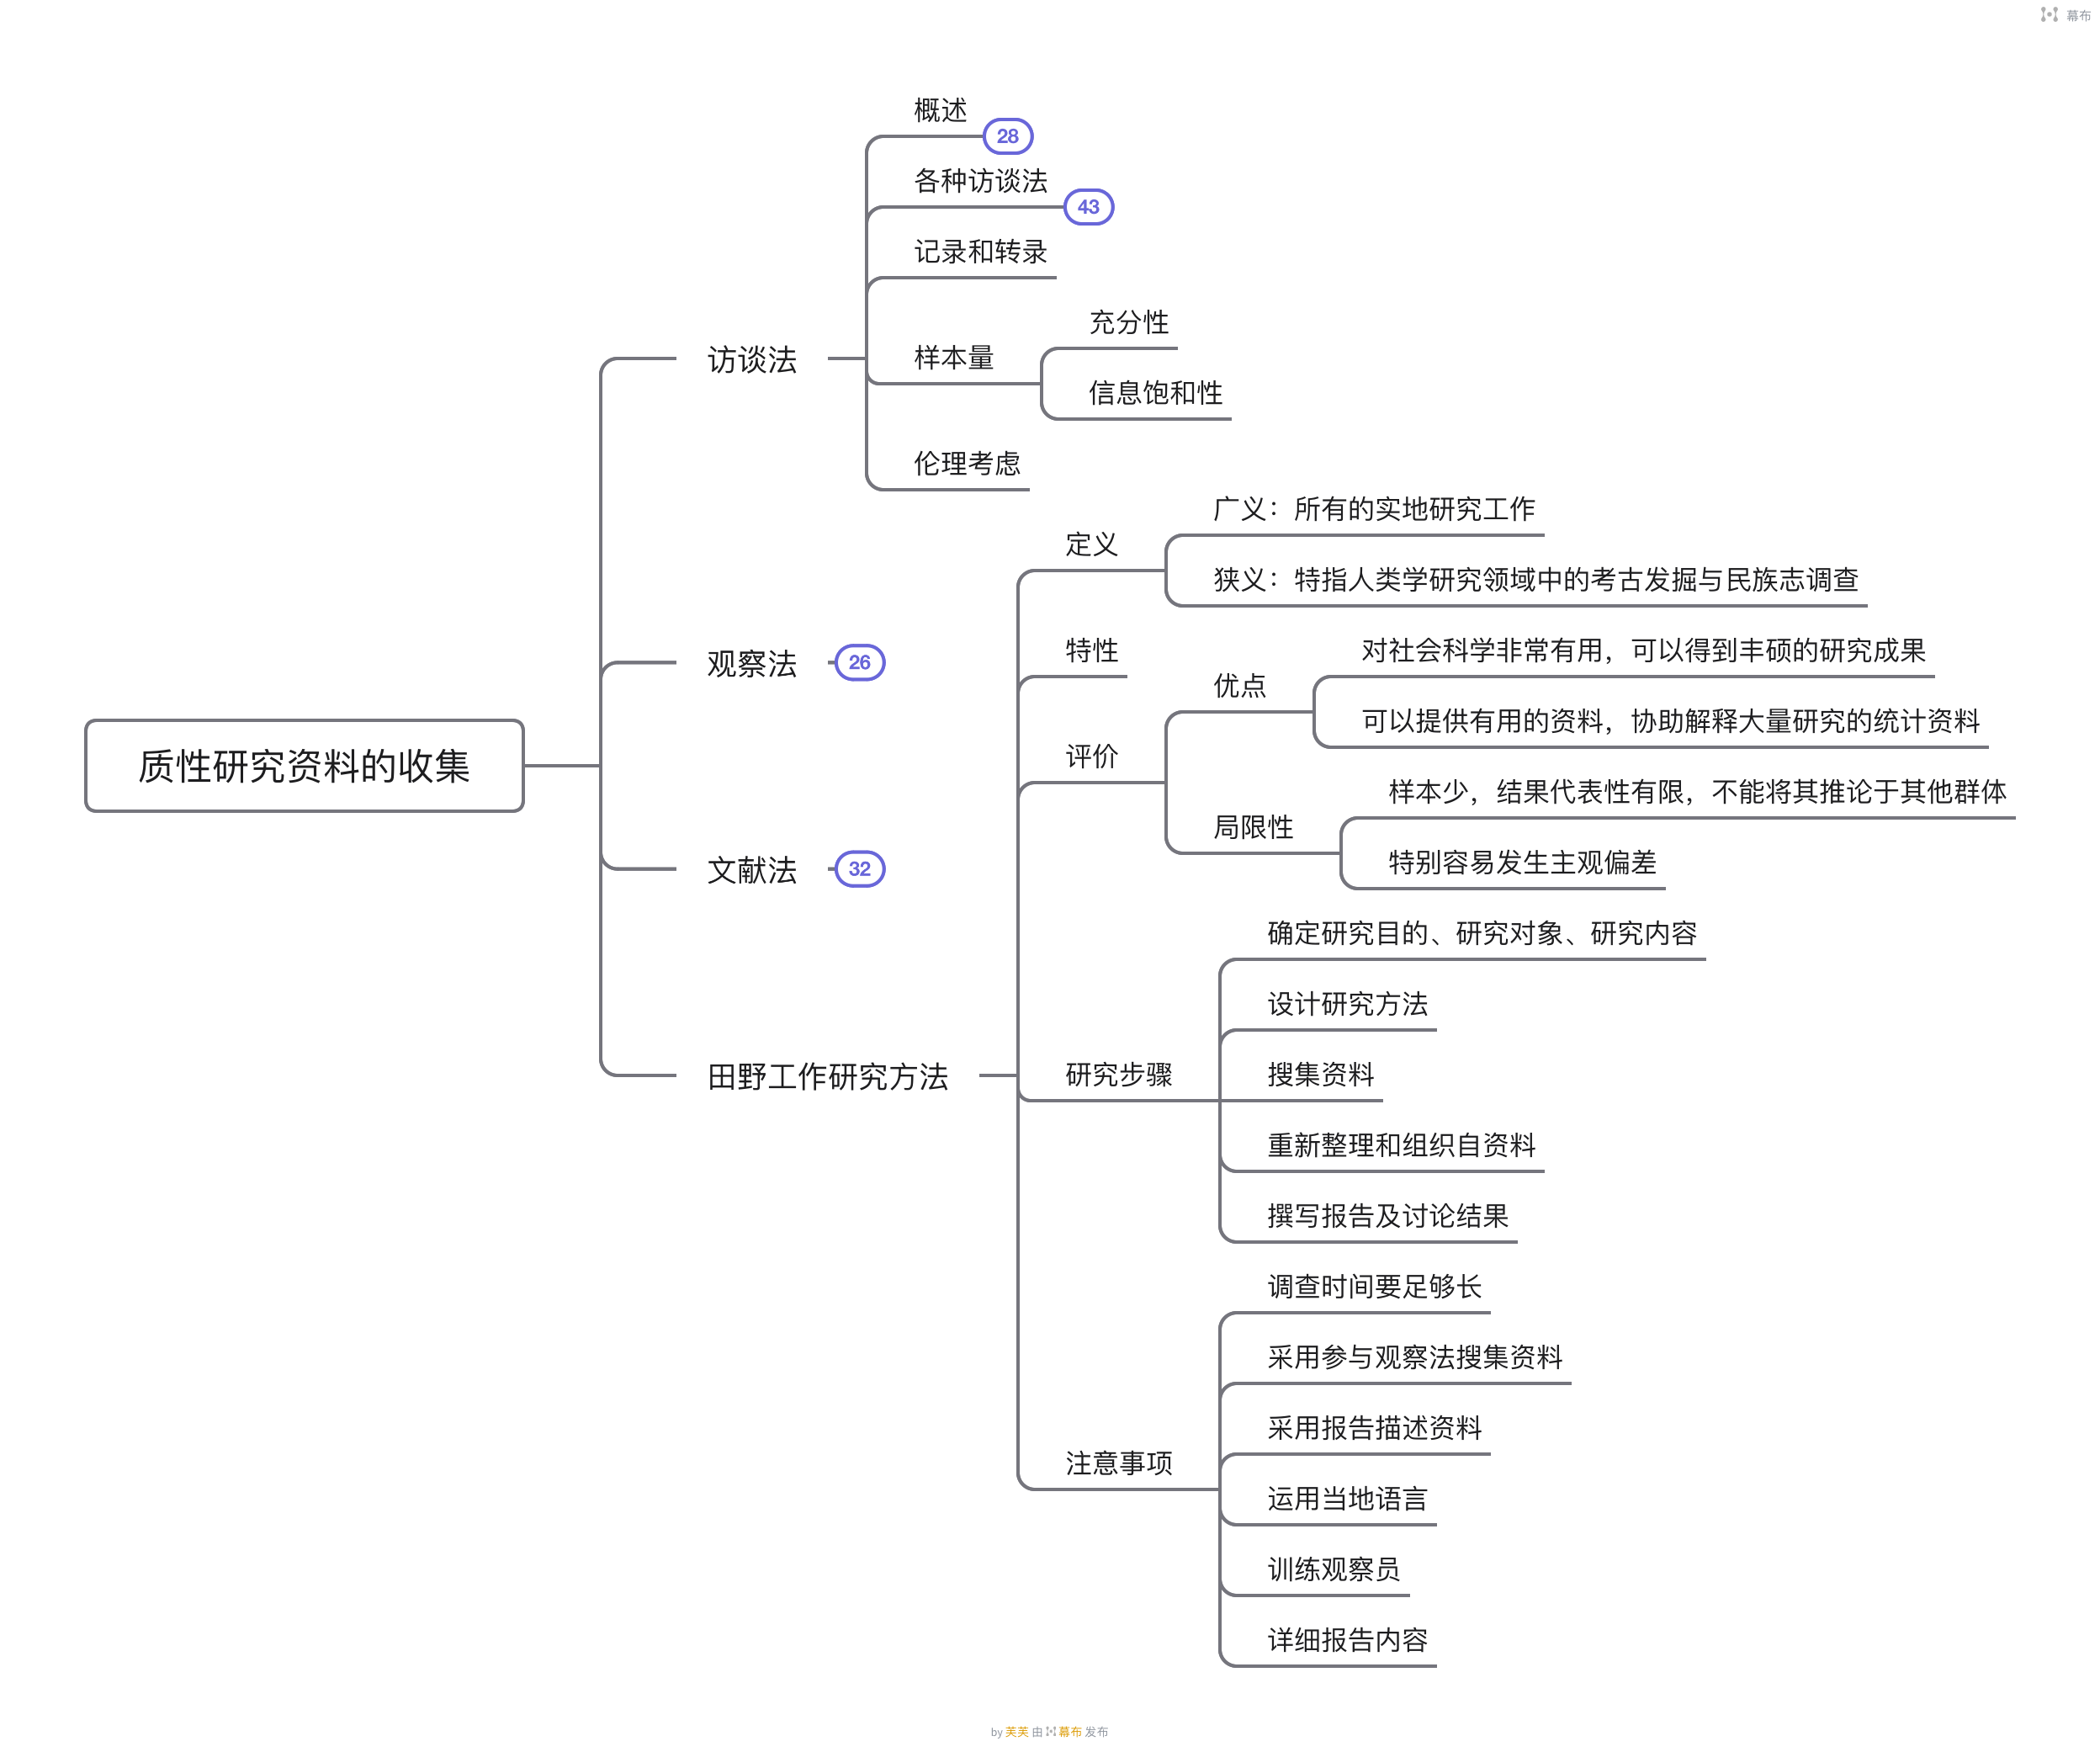 幕布
质性研究资料的收集
访谈法
概述
28
各种访谈法
43
记录和转录
样本量
充分性
信息饱和性
伦理考虑
观察法
26
文献法
32
田野工作研究方法
定义
广义：所有的实地研究工作
狭义：特指人类学研究领域中的考古发掘与民族志调查
特性
评价
优点
对社会科学非常有用，可以得到丰硕的研究成果
可以提供有用的资料，协助解释大量研究的统计资料
局限性
样本少，结果代表性有限，不能将其推论于其他群体
特别容易发生主观偏差
研究步骤
确定研究目的、研究对象、研究内容
设计研究方法
搜集资料
重新整理和组织自资料
撰写报告及讨论结果
注意事项
调查时间要足够长
采用参与观察法搜集资料
采用报告描述资料
运用当地语言
训练观察员
详细报告内容
by 芙芙 由 幕布 发布